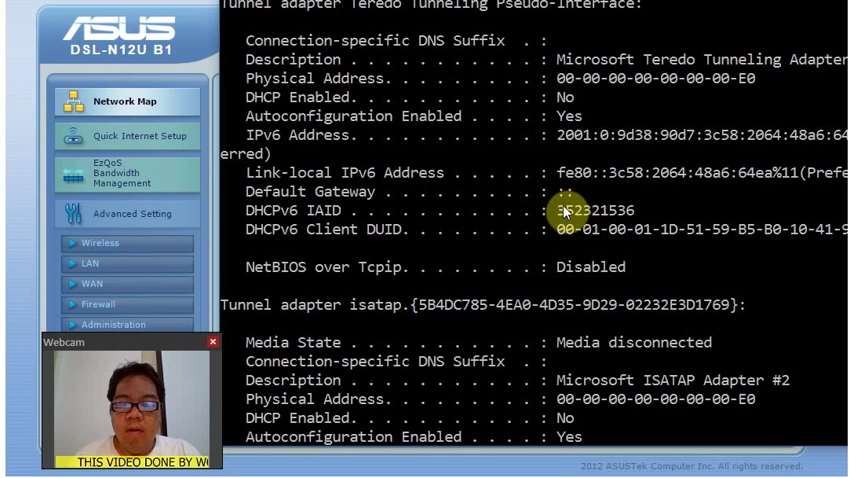 ASUS
DSL-N12U B1
Network Map
Quick Internet Setup
EzQoS
Bandwidth
Management
Advanced Setting
Wireless
LAN
WAN
Firewall
Administration
Tunnel adapter Teredo Tunneling Pseudo-Interface:
Connection-specific DNS Suffix . :
Description . . . . . . . . . . . : Microsoft Teredo Tunneling Adapter
Physical Address. . . . . . . . . : 00-00-00-00-00-00-00-E0
DHCP Enabled. . . . . . . . . . . : No
Autoconfiguration Enabled . . . . : Yes
IPv6 Address. . . . . . . . . . . : 2001:0:9d38:90d7:3c58:2064:48a6:64
erred)
Link-local IPv6 Address . . . . . : fe80::3c58:2064:48a6:64ea%11(Prefe
Default Gateway . . . . . . . . . : ::
DHCPv6 IAID . . . . . . . . . . . : 352321536
DHCPv6 Client DUID. . . . . . . . : 00-01-00-01-1D-51-59-B5-B0-10-41-9
NetBIOS over Tcpip. . . . . . . . : Disabled
Tunnel adapter isatap.{5B4DC785-4EA0-4D35-9D29-02232E3D1769}:
Media State . . . . . . . . . . . : Media disconnected
Connection-specific DNS Suffix . :
Description . . . . . . . . . . . : Microsoft ISATAP Adapter #2
Physical Address. . . . . . . . . : 00-00-00-00-00-00-00-E0
DHCP Enabled. . . . . . . . . . . : No
Autoconfiguration Enabled . . . . : Yes
Webcam
THIS VIDEO DONE BY W
2012 ASUSTek Computer Inc. All rights reserved.